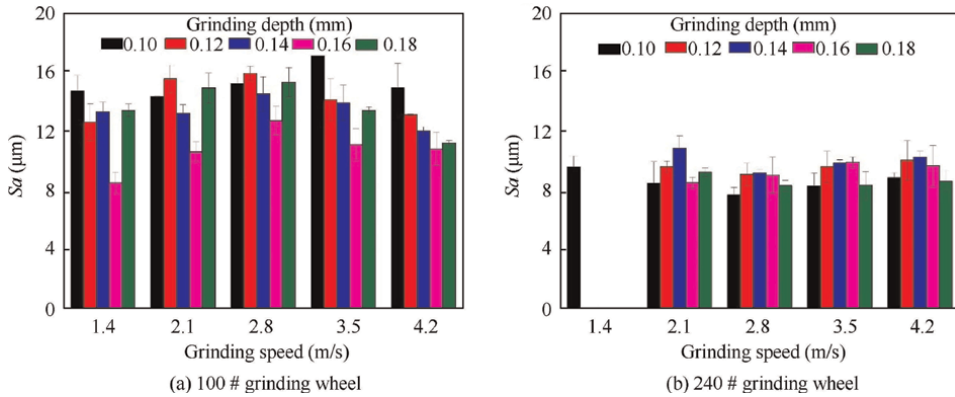 20
16
12
8
4
0
Sa (μm)
Grinding depth (mm)
0.10 0.12 0.14 0.16 0.18
1.4 2.1 2.8 3.5 4.2
Grinding speed (m/s)
(a) 100 # grinding wheel
20
16
12
8
4
0
Sa (μm)
Grinding depth (mm)
0.10 0.12 0.14 0.16 0.18
1.4 2.1 2.8 3.5 4.2
Grinding speed (m/s)
(b) 240 # grinding wheel